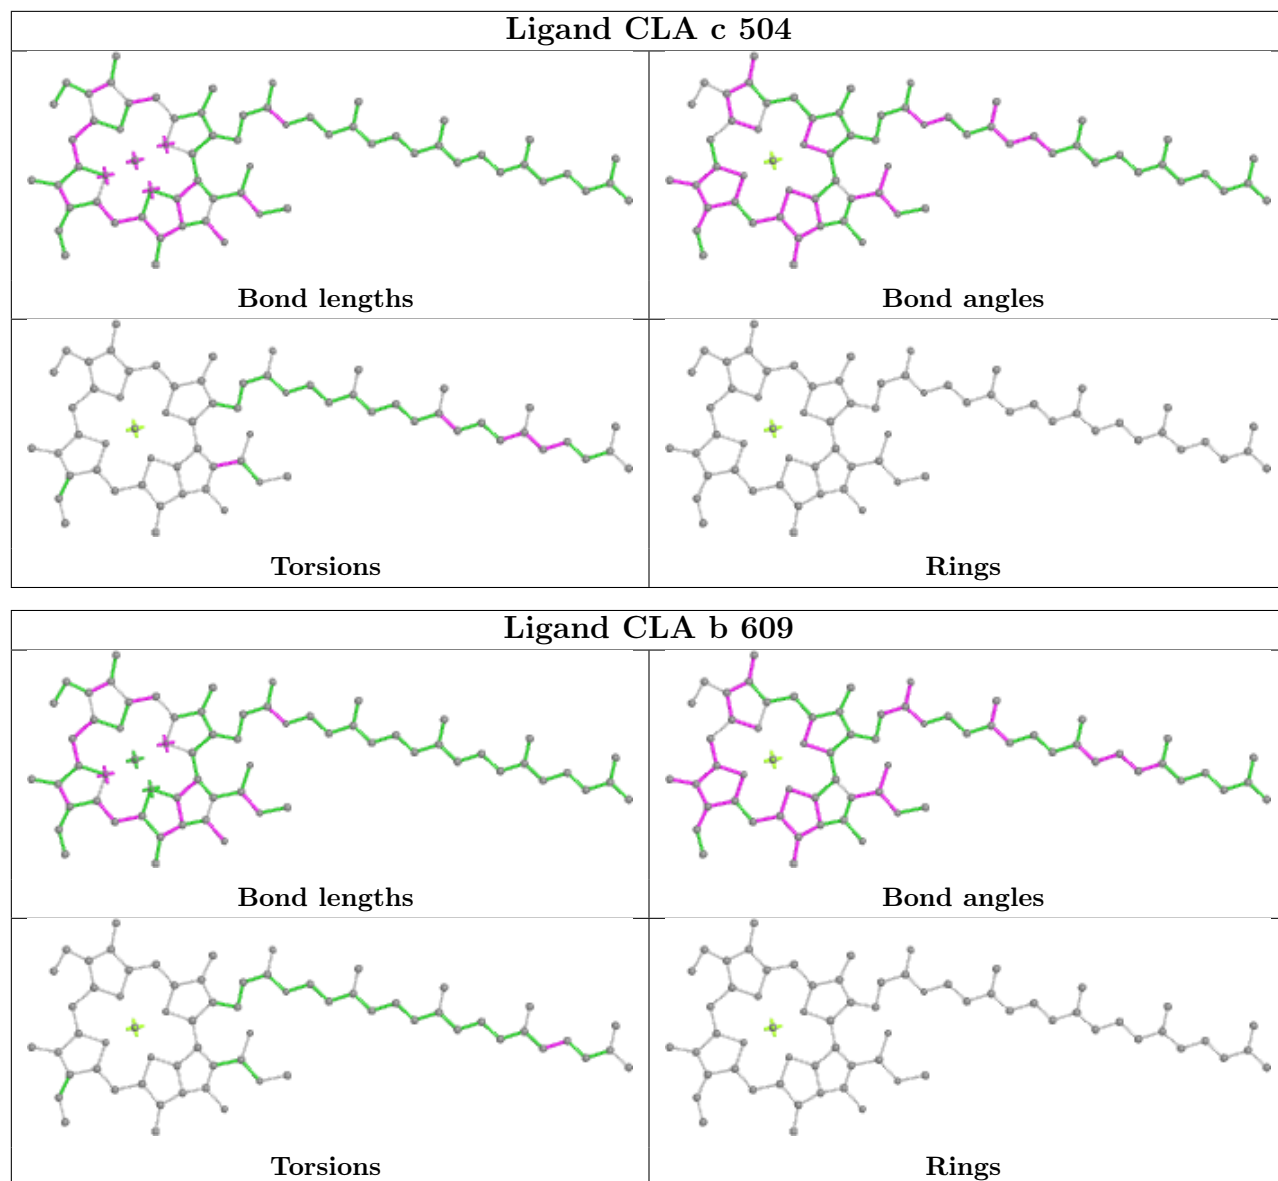 Ligand CLA c 504
Bond lengths
Bond angles
Torsions
Rings
Ligand CLA b 609
Bond lengths
Bond angles
Torsions
Rings